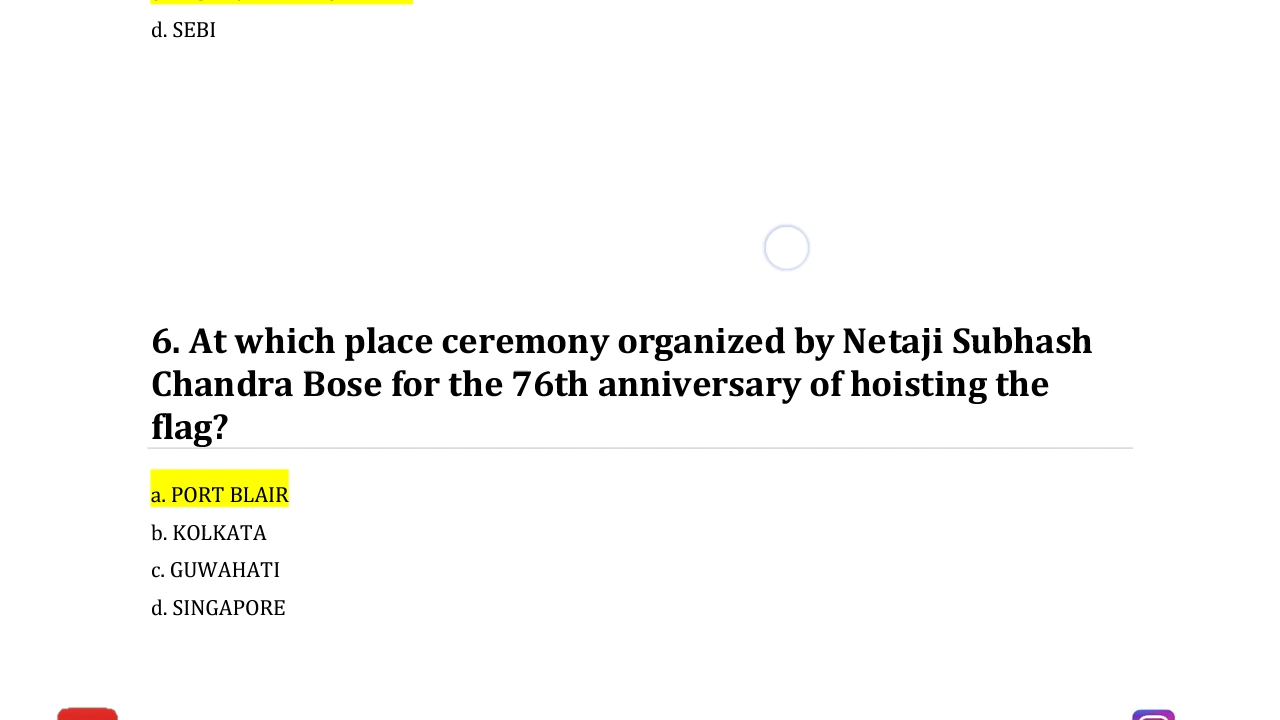 d. SEBI
6. At which place ceremony organized by Netaji Subhash
Chandra Bose for the 76th anniversary of hoisting the
flag?
a. PORT BLAIR
b. KOLKATA
c. GUWAHATI
d. SINGAPORE